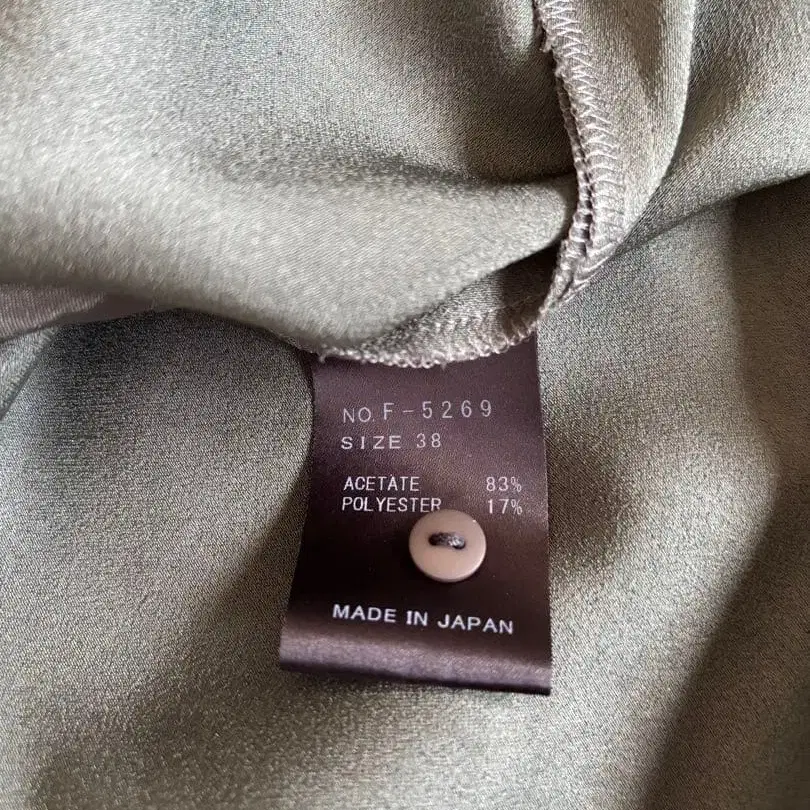 NO. F-5269
SIZE 38
ACETATE 83%
POLYESTER 17%
MADE IN JAPAN